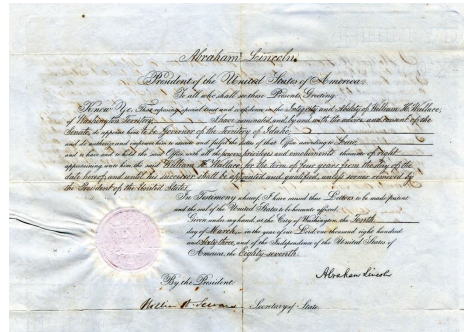 Abraham Lincoln,
President of the United States of America.
To all who shall see these Presents, Greeting
Know Ye, That reposing special trust and confidence in the Integrity and Ability of William H. Wallace,
of Washington Territory I have nominated, and by and with the advice and consent of the
Senate, do appoint him to be Governor of the Territory of Idaho,
and do authorize and empower him to execute and fulfil the duties of that Office according to Law,
and to have and to hold the said Office with all the powers, privileges and emoluments of right
appertaining unto William H. Wallace, for the term of four years from the day of the
date hereof, and until his successor shall be appointed and qualified, unless sooner removed by
the President of the United States.
In Testimony whereof, I have caused these Letters to be made patent
and the seal of the United States to be hereunto affixed.
Given under my hand, at the City of Washington, the Tenth
day of March, in the year of our Lord, one thousand eight hundred
and sixty three, and of the Independence of the United States of
America, the Eighty-seventh.
Abraham Lincoln
By the President
William H. Seward Secretary of State.